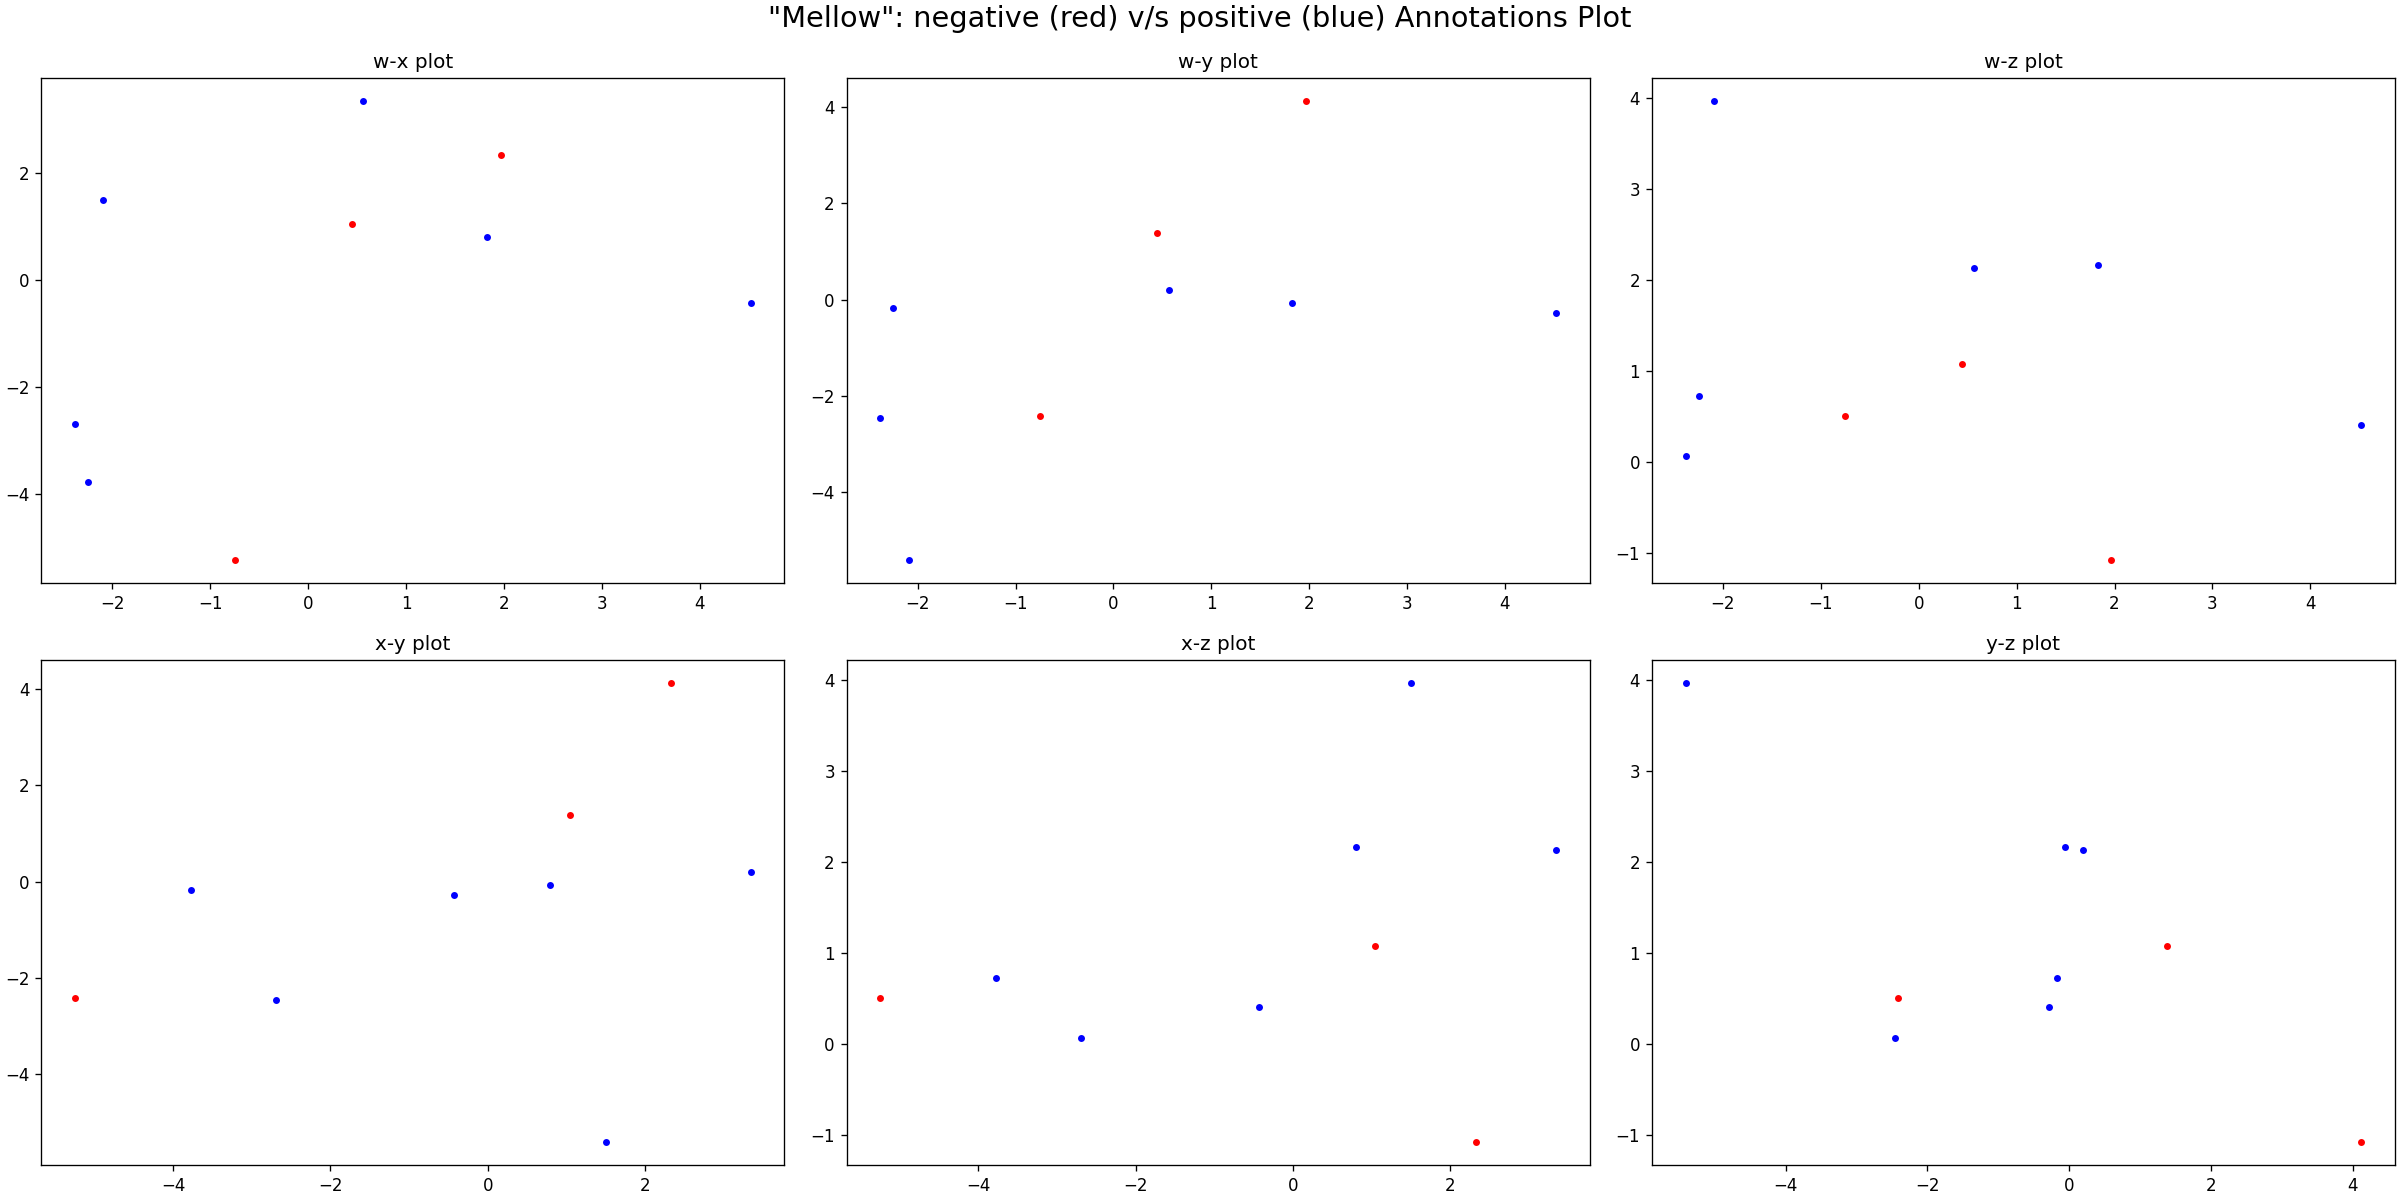 "Mellow": negative (red) v/s positive (blue) Annotations Plot
w-x plot
w-y plot
w-z plot
2
0
−2
−4
−2 −1 0 1 2 3 4
4
2
0
−2
−4
−2 −1 0 1 2 3 4
4
3
2
1
0
−1
−2 −1 0 1 2 3 4
x-y plot
x-z plot
y-z plot
4
2
0
−2
−4
−4 −2 0 2
4
3
2
1
0
−1
−4 −2 0 2
4
3
2
1
0
−1
−4 −2 0 2 4